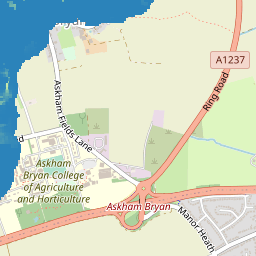 A1237
Ring Road
Askham Fields Lane
Askham
Bryan College
of Agriculture
and Horticulture
Askham Bryan
Manor Heath